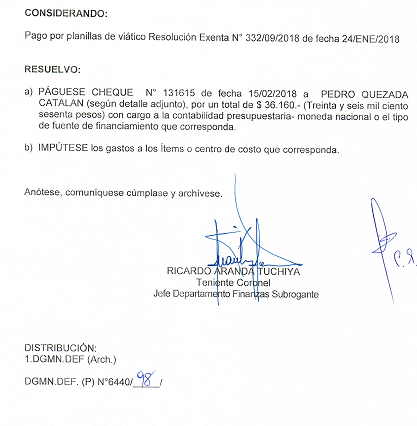 CONSIDERANDO:
Pago por planillas de viático Resolución Exenta N° 332/09/2018 de fecha 24/ENE/2018
RESUELVO:
a) PÁGUESE CHEQUE N° 131615 de fecha 15/02/2018 a PEDRO QUEZADA
CATALAN (según detalle adjunto), por un total de $ 36.160.- (Treinta y seis mil ciento
sesenta pesos) con cargo a la contabilidad presupuestaria- moneda nacional o el tipo
de fuente de financiamiento que corresponda.
b) IMPÚTESE los gastos a los Ítems o centro de costo que corresponda.
Anótese, comuníquese cúmplase y archívese.
RICARDO ARANDA TUCHIYA
Teniente Coronel
Jefe Departamento Finanzas Subrogante
DISTRIBUCIÓN:
1.DGMN.DEF (Arch.)
DGMN.DEF. (P) N°6440/ 98 /